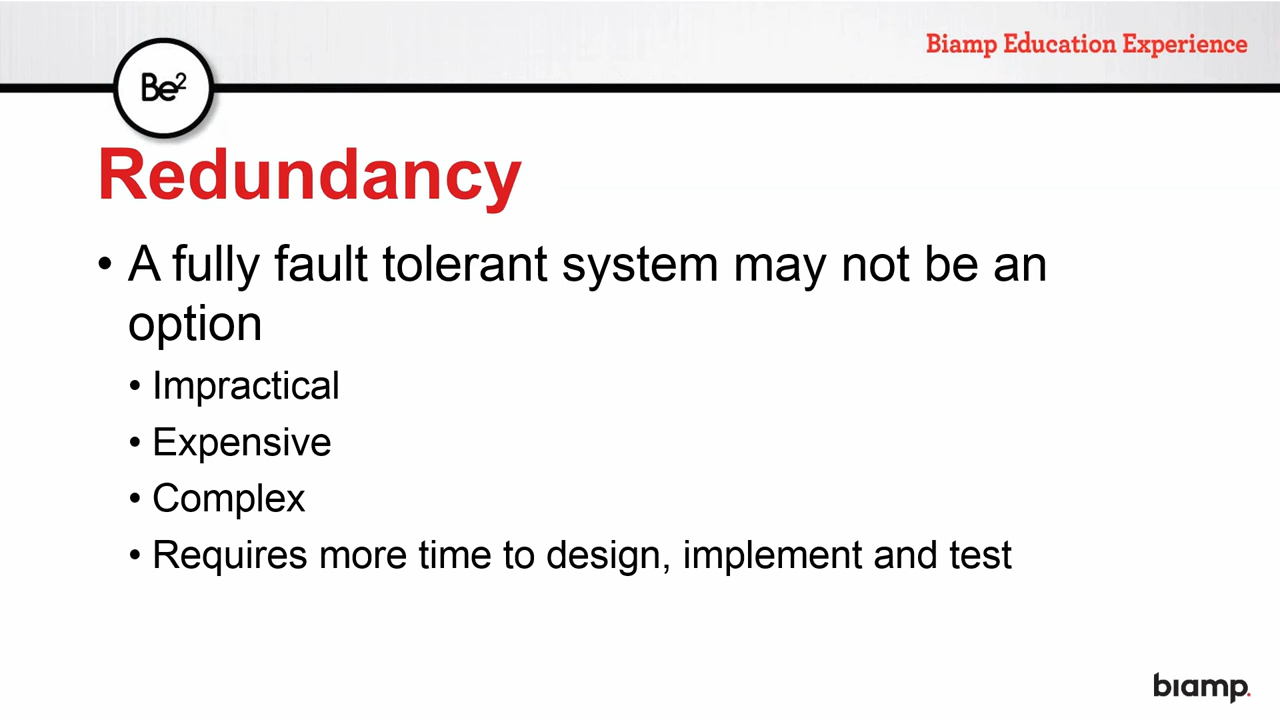 Biamp Education Experience
Be²
Redundancy
• A fully fault tolerant system may not be an
option
• Impractical
• Expensive
• Complex
• Requires more time to design, implement and test
biamp.